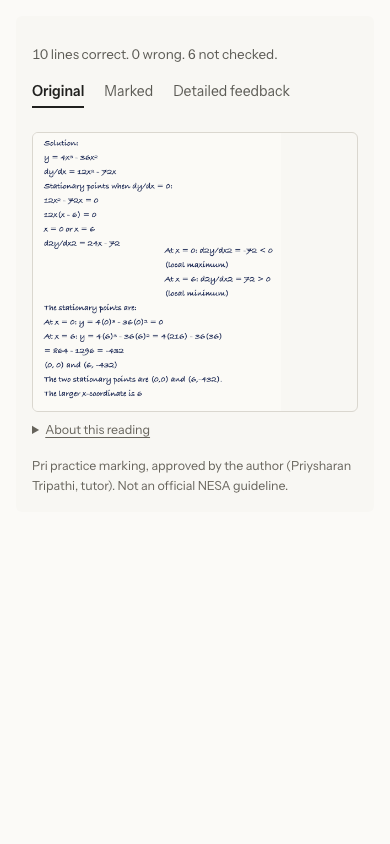 10 lines correct. 0 wrong. 6 not checked.
Original Marked Detailed feedback
Solution:
y = 4x³ - 36x²
dy/dx = 12x² - 72x
Stationary points when dy/dx = 0:
12x² - 72x = 0
12x(x - 6) = 0
x = 0 or x = 6
d2y/dx2 = 24x - 72
At x = 0: d2y/dx2 = -72 < 0
(local maximum)
At x = 6: d2y/dx2 = 72 > 0
(local minimum)
The stationary points are:
At x = 0: y = 4(0)³ - 36(0)² = 0
At x = 6: y = 4(6)³ - 36(6)² = 4(216) - 36(36)
= 864 - 1296 = -432
(0, 0) and (6, -432)
The two stationary points are (0,0) and (6,-432).
The larger x-coordinate is 6
About this reading
Pri practice marking, approved by the author (Priysharan
Tripathi, tutor). Not an official NESA guideline.